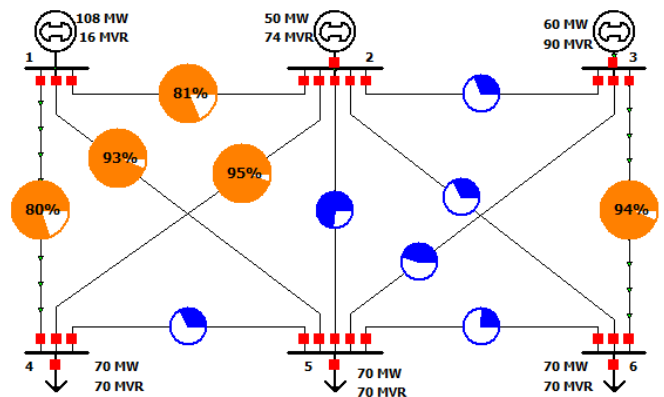 108 MW
16 MVR
50 MW
74 MVR
60 MW
90 MVR
1
2
3
81%
93%
95%
80%
94%
4
70 MW
70 MVR
5
70 MW
70 MVR
70 MW
70 MVR
6